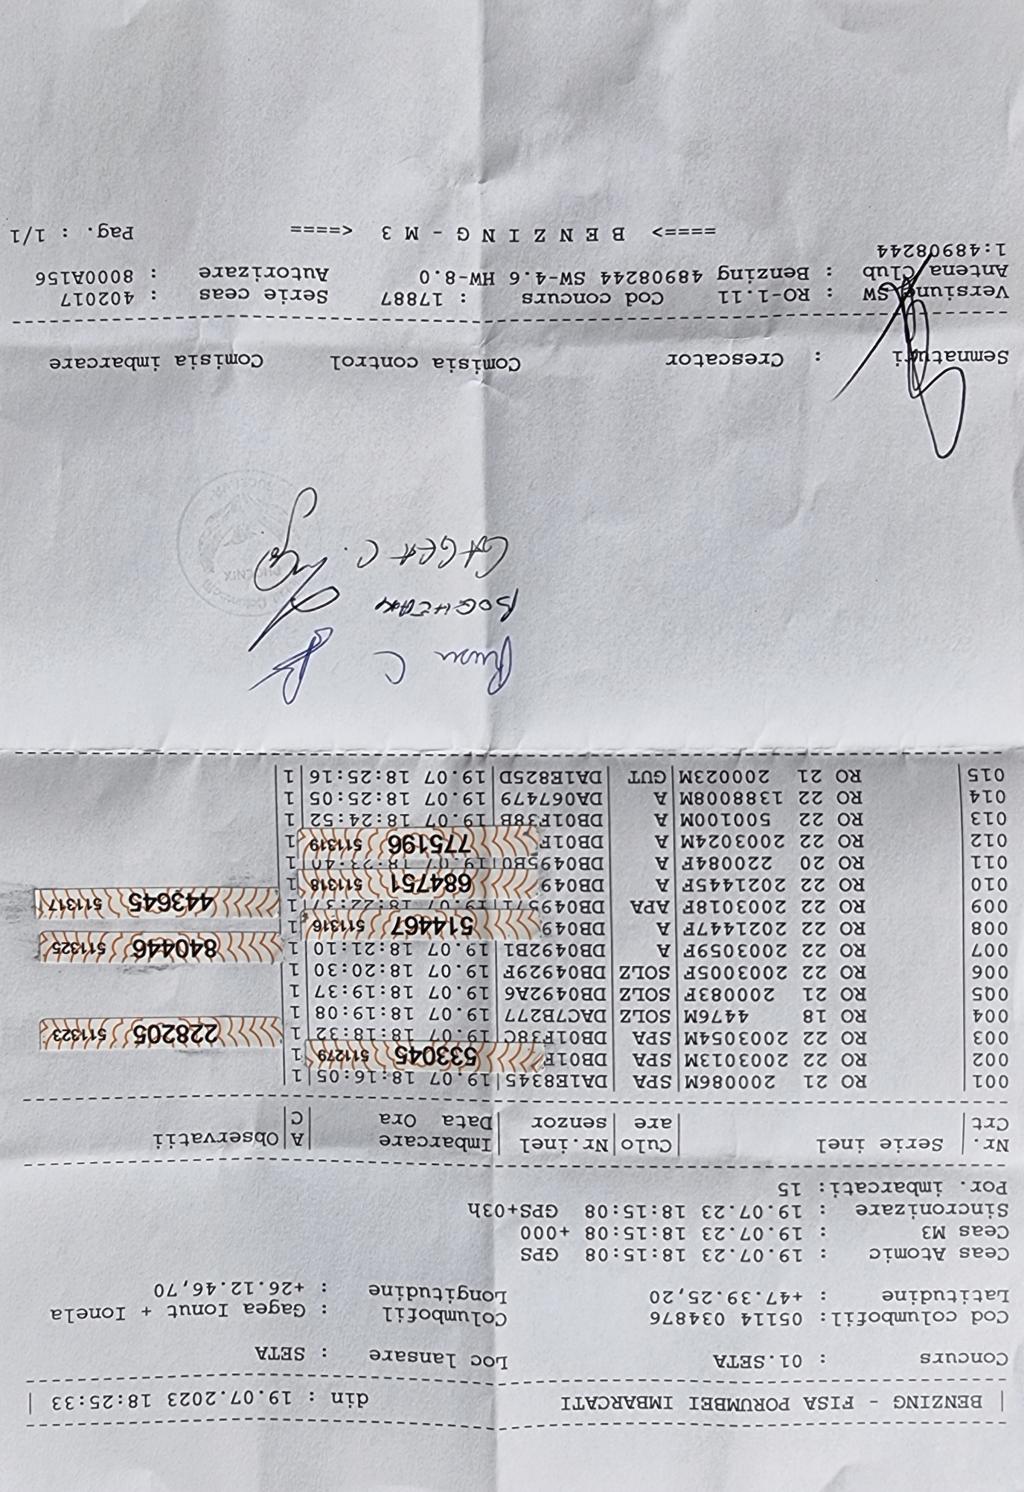 | BENZING - FISA PORUMBEI IMBARCATI din : 19.07.2023 18:25:33 |
Concurs : 01.SETA Loc lansare : SETA
Cod columbofil: 05114 034876 Columbofil : Gagea Ionut + Ionela
Latitudine : +47.39.25,20 Longitudine : +26.12.46,70
Ceas Atomic : 19.07.23 18:15:08 GPS
Ceas M3 : 19.07.23 18:15:08 +000
Sincronizare : 19.07.23 18:15:08 GPS+03h
Por. imbarcati: 15
Nr. | Serie inel | Culo | Nr.inel | Imbarcare | A | Observatii
Crt | | are | senzor | Data Ora | C |
001 | RO 21 200086M | SPA | DA1E8345 | 19.07 18:16:05 | 1
002 | RO 22 2003013M | SPA | DB01F 533045 511279 1
003 | RO 22 2003054M | SPA | DB01F38C | 19.07 18:18:32 | 1 228205 511323
004 | RO 18 4476M | SOLZ | DAC7B277 | 19.07 18:19:08 | 1
005 | RO 21 200083F | SOLZ | DB0492A6 | 19.07 18:19:37 | 1
006 | RO 22 2003005F | SOLZ | DB04929F | 19.07 18:20:30 | 1
007 | RO 22 2003059F | A | DB0492B1 | 19.07 18:21:10 | 1 840446 511325
008 | RO 22 2021447F | A | DB049 514467 511316 1
009 | RO 22 2003018F | APA | DB049571 | 19.07 18:22:37 | 1 443645 511317
010 | RO 22 2021445F | A | DB049 684751 511318 1
011 | RO 20 220084F | A | DB0495B0 | 19.07 18:23:40 | 1
012 | RO 22 2003024M | A | DB01F 775196 511319 1
013 | RO 22 500100M | A | DB01F38B | 19.07 18:24:52 | 1
014 | RO 22 1388008M | A | DA067479 | 19.07 18:25:05 | 1
015 | RO 21 200023M | GUT | DA1E825D | 19.07 18:25:16 | 1
Rusu C
GAGEA C.
Semnaturi : Crescator Comisia control Comisia imbarcare
Versiune SW : RO-1.11 Cod concurs : 17887 Serie ceas : 402017
Antena Club : Benzing 48908244 SW-4.6 HW-8.0 Autorizare : 8000A156
1:48908244
====> B E N Z I N G - M 3 <==== Pag. : 1/1